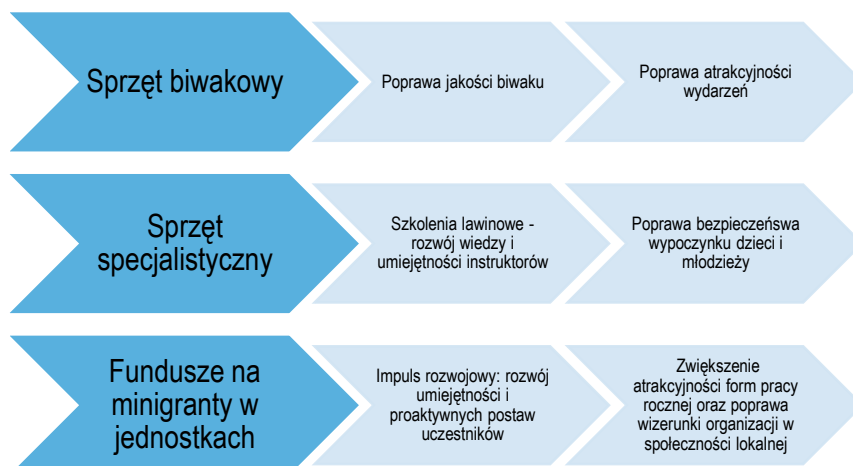 Sprzęt biwakowy
Poprawa jakości biwaku
Poprawa atrakcyjności
wydarzeń
Sprzęt
specjalistyczny
Szkolenia lawinowe -
rozwój wiedzy i
umiejętności instruktorów
Poprawa bezpieczeńswa
wypoczynku dzieci i
młodzieży
Fundusze na
minigranty w
jednostkach
Impuls rozwojowy: rozwój
umiejętności i
proaktywnych postaw
uczestników
Zwiększenie
atrakcyjności form pracy
rocznej oraz poprawa
wizerunki organizacji w
społeczności lokalnej